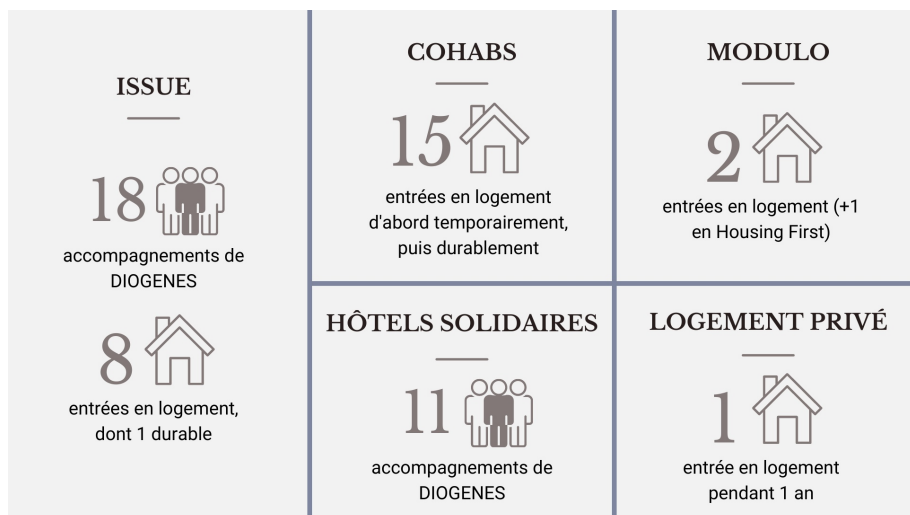 ISSUE
18
accompagnements de
DIOGENES
8
entrées en logement,
dont 1 durable
COHABS
15
entrées en logement
d'abord temporairement,
puis durablement
MODULO
2
entrées en logement (+1
en Housing First)
HÔTELS SOLIDAIRES
11
accompagnements de
DIOGENES
LOGEMENT PRIVÉ
1
entrée en logement
pendant 1 an